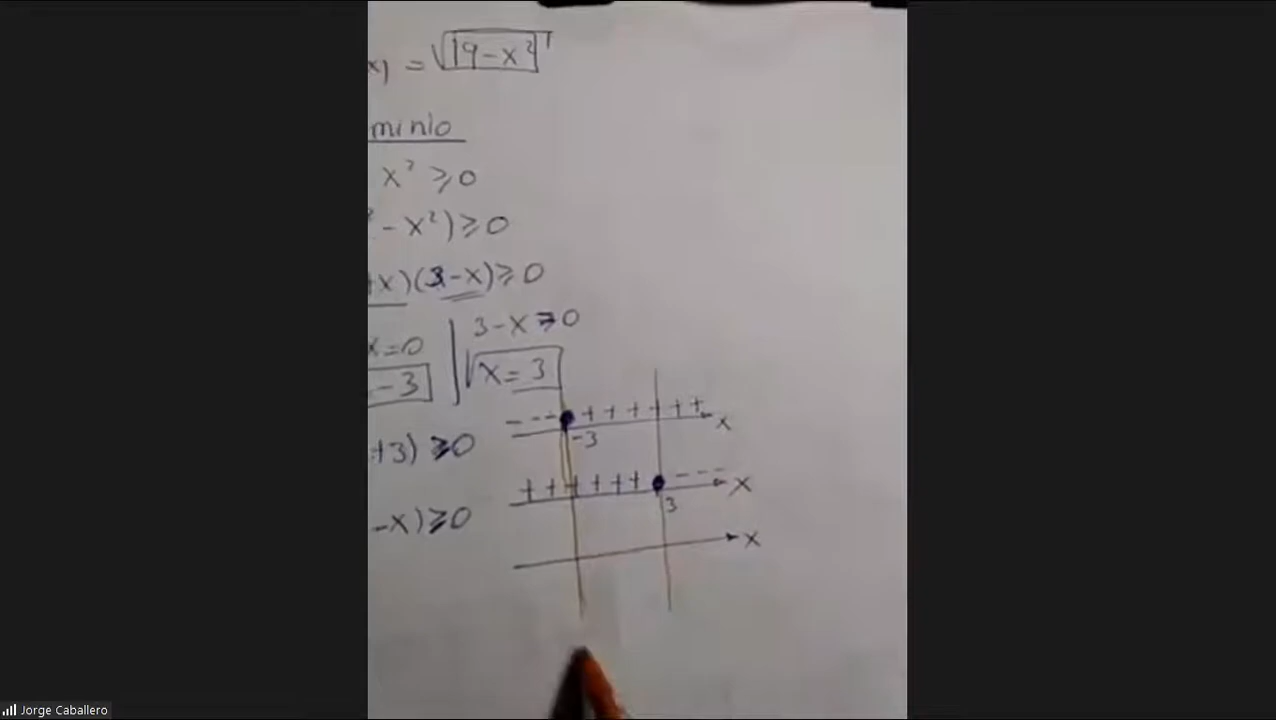 x) = √9-x²
minio
x² ≥ 0
² - x²) ≥ 0
+x)(3-x) ≥ 0
x=0 | 3-x ≥ 0
-3 | x = 3
- - - + + + + + + x
-3
+3) ≥ 0
+ + + + + + - - - x
3
-x) ≥ 0
x
Jorge Caballero